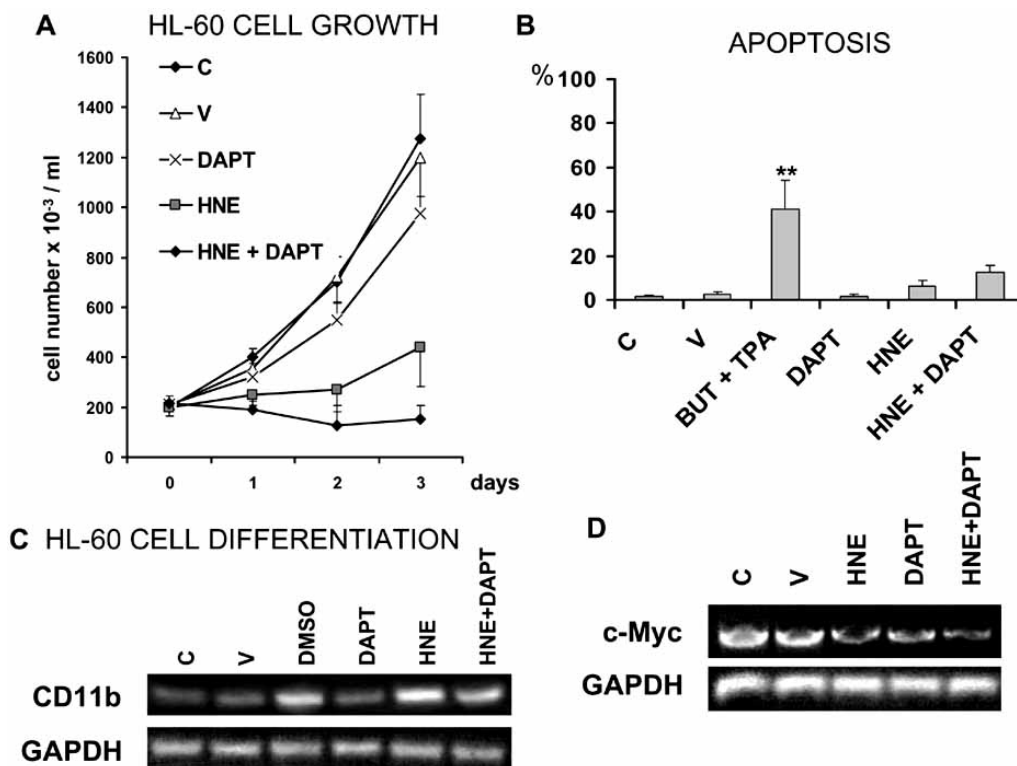 A HL-60 CELL GROWTH
1600
1400
1200
1000
800
600
400
200
0
cell number x 10⁻³ / ml
C
V
DAPT
HNE
HNE + DAPT
0 1 2 3 days
B
APOPTOSIS
%
100
80
60
40
20
0
**
C
V
BUT + TPA
DAPT
HNE
HNE + DAPT
C HL-60 CELL DIFFERENTIATION
C V DMSO DAPT HNE HNE+DAPT
CD11b
GAPDH
D
C V HNE DAPT HNE+DAPT
c-Myc
GAPDH